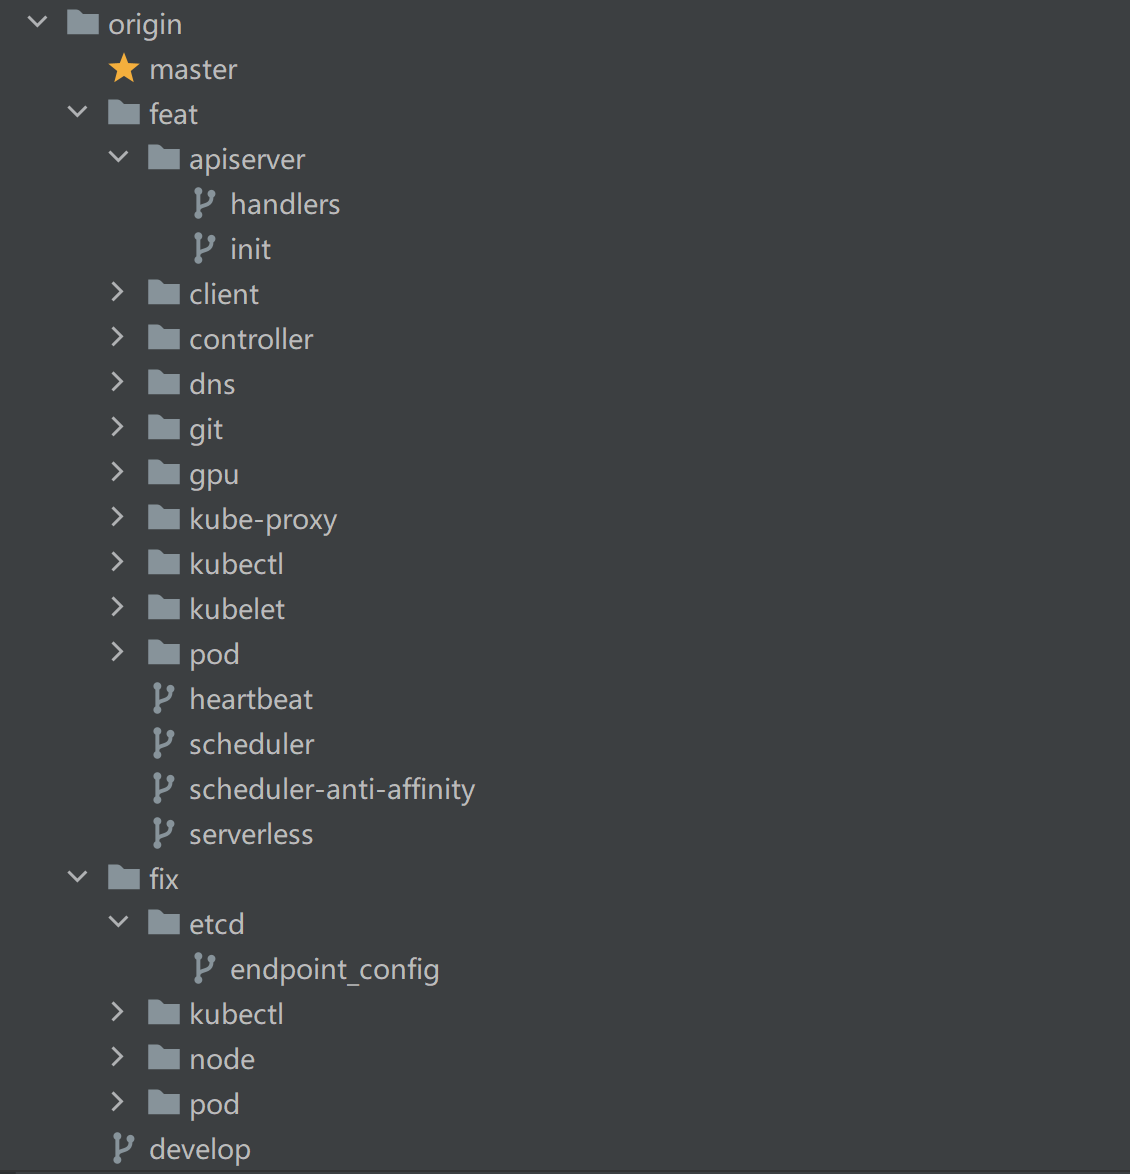 origin
master
feat
apiserver
handlers
init
client
controller
dns
git
gpu
kube-proxy
kubectl
kubelet
pod
heartbeat
scheduler
scheduler-anti-affinity
serverless
fix
etcd
endpoint_config
kubectl
node
pod
develop